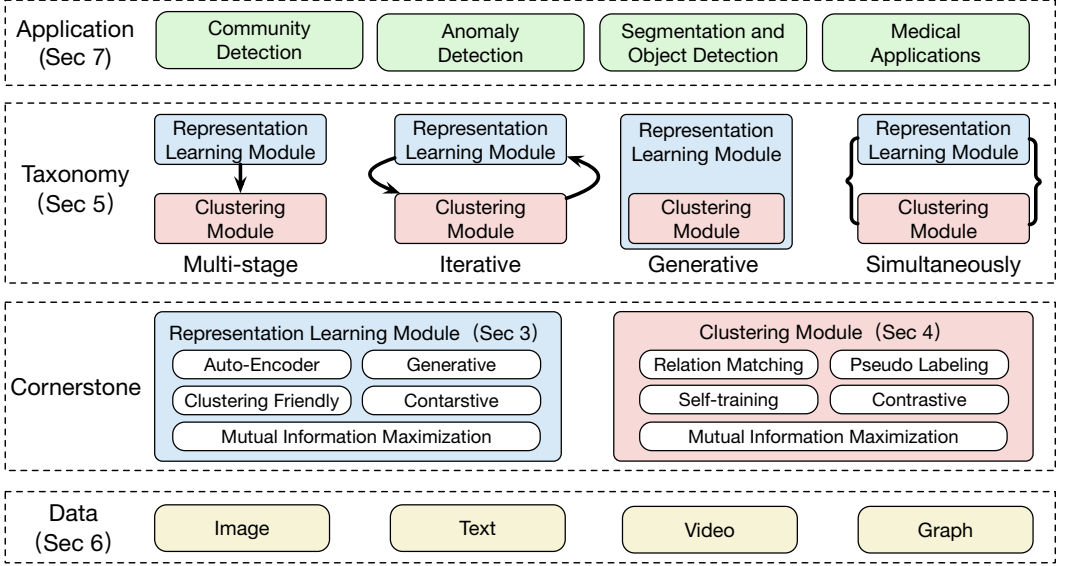 Application
(Sec 7)
Community
Detection
Anomaly
Detection
Segmentation and
Object Detection
Medical
Applications
Taxonomy
(Sec 5)
Representation
Learning Module
Clustering
Module
Multi-stage
Representation
Learning Module
Clustering
Module
Iterative
Representation
Learning Module
Clustering
Module
Generative
Representation
Learning Module
Clustering
Module
Simultaneously
Cornerstone
Representation Learning Module (Sec 3)
Auto-Encoder
Generative
Clustering Friendly
Contarstive
Mutual Information Maximization
Clustering Module (Sec 4)
Relation Matching
Pseudo Labeling
Self-training
Contrastive
Mutual Information Maximization
Data
(Sec 6)
Image
Text
Video
Graph